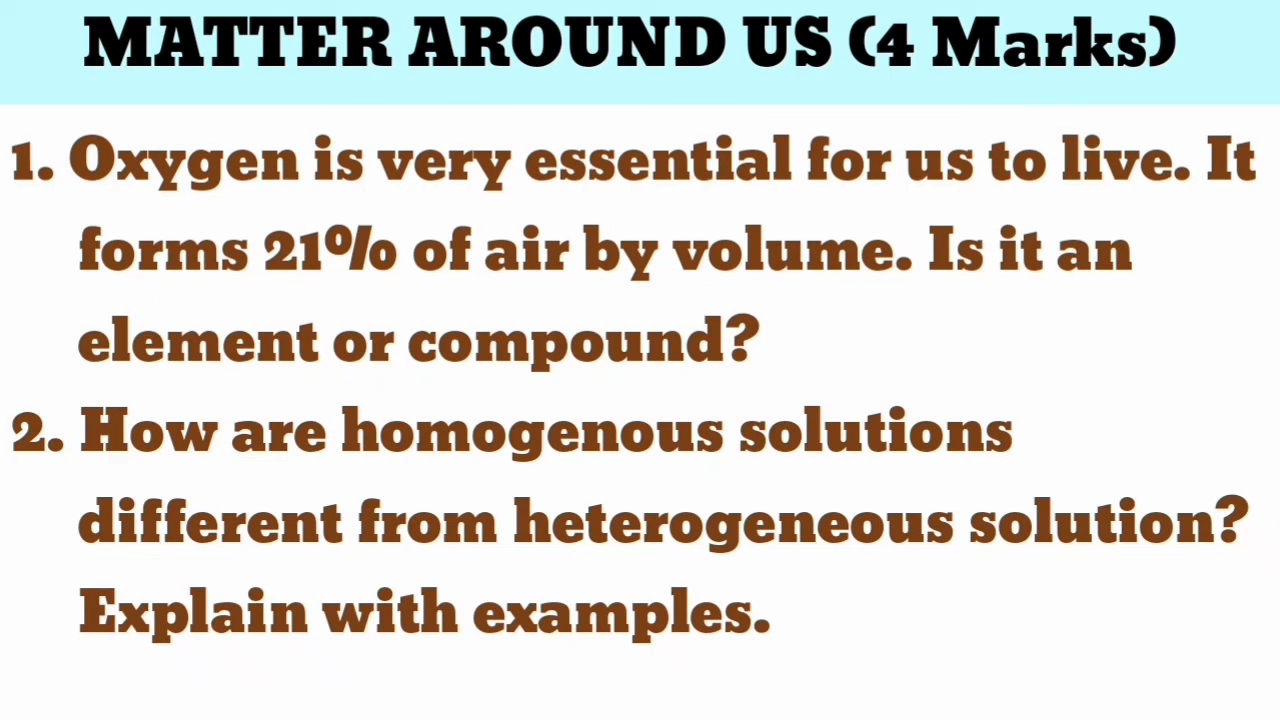 MATTER AROUND US (4 Marks)
1. Oxygen is very essential for us to live. It
forms 21% of air by volume. Is it an
element or compound?
2. How are homogenous solutions
different from heterogeneous solution?
Explain with examples.